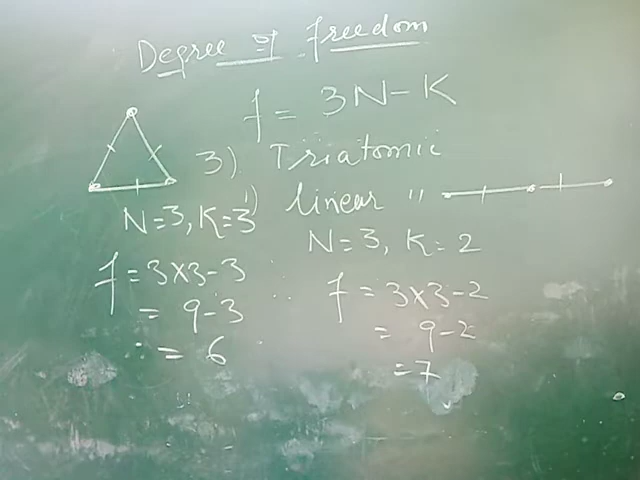 Degree of freedom
f = 3N - K
3) Triatomic
1) linear "
N=3, K=3
f = 3x3-3
= 9-3
∴ = 6
N=3, K=2
f = 3x3-2
= 9-2
=7